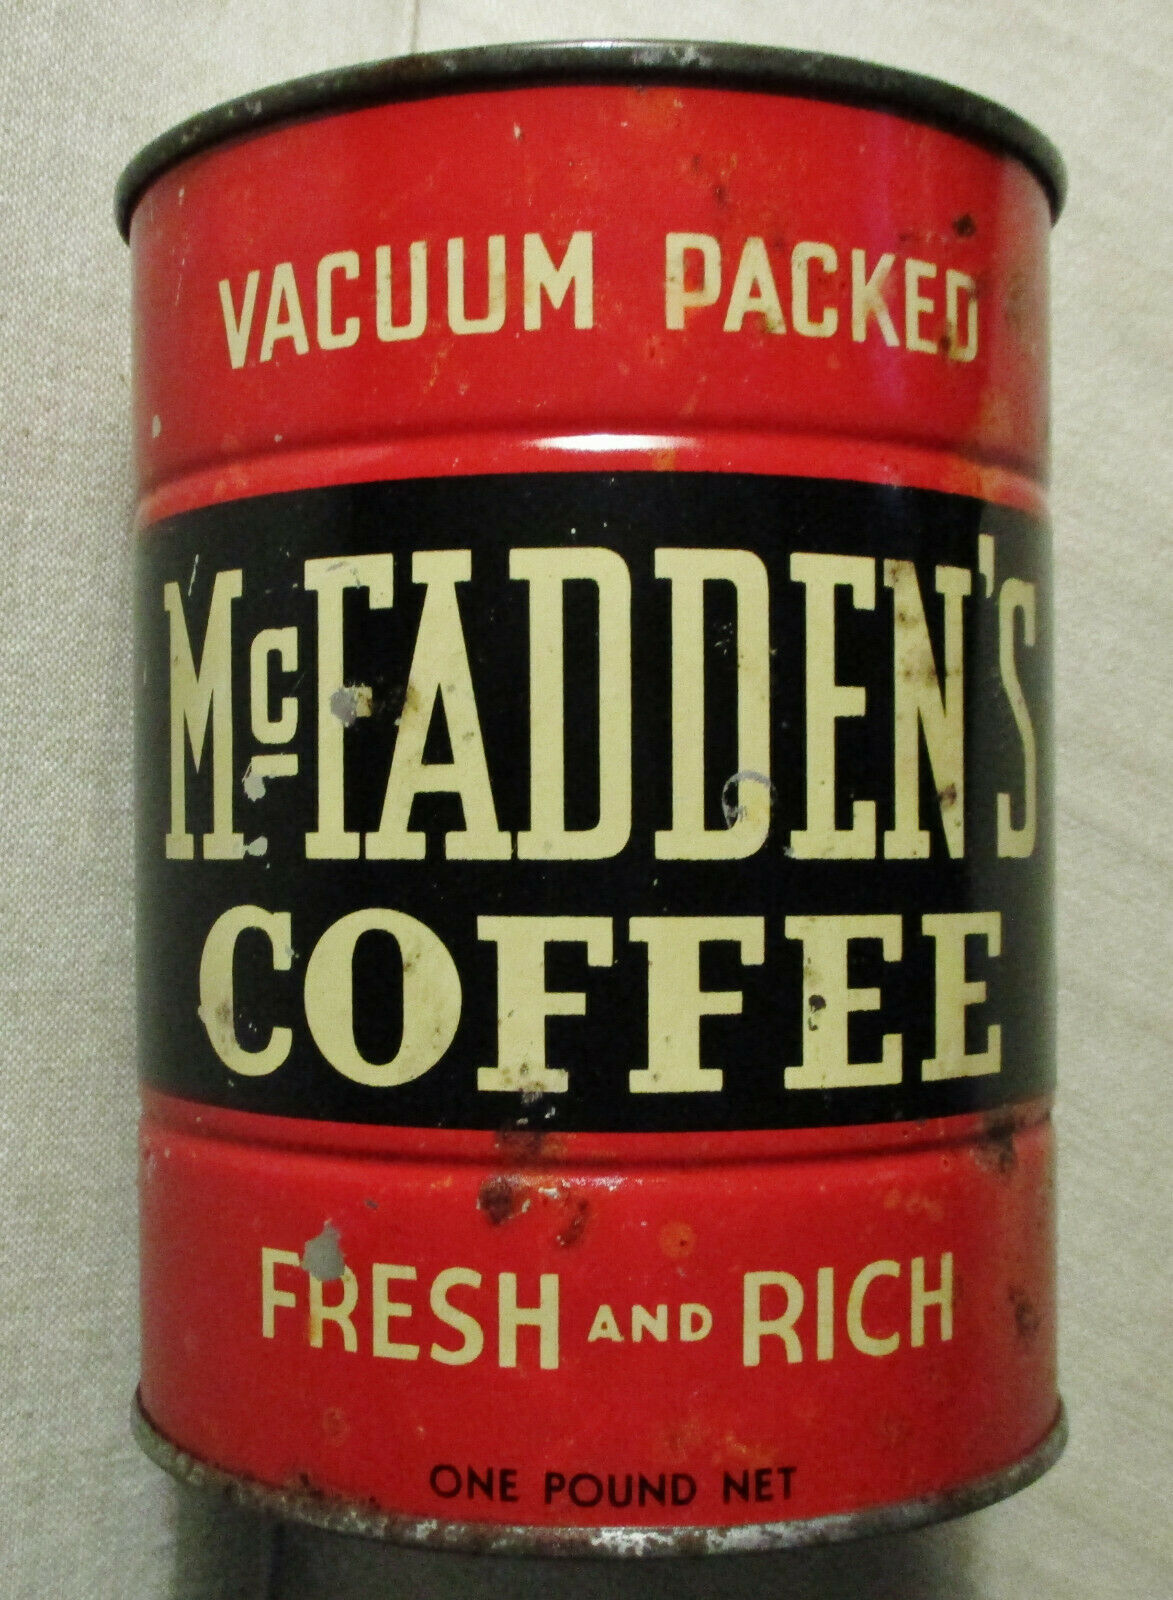 VACUUM PACKED
McFADDEN'S
COFFEE
FRESH AND RICH
ONE POUND NET